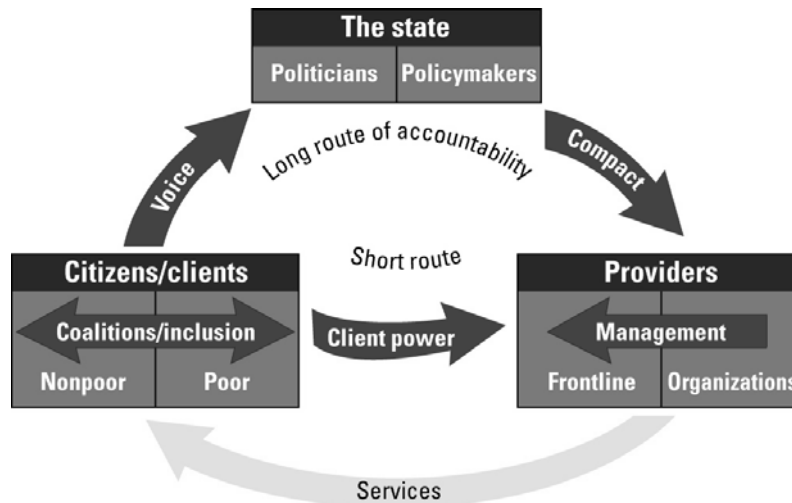 The state
Politicians Policymakers
Long route of accountability
Voice
Compact
Short route
Citizens/clients
Providers
Coalitions/inclusion
Client power
Management
Nonpoor Poor
Frontline Organizations
Services